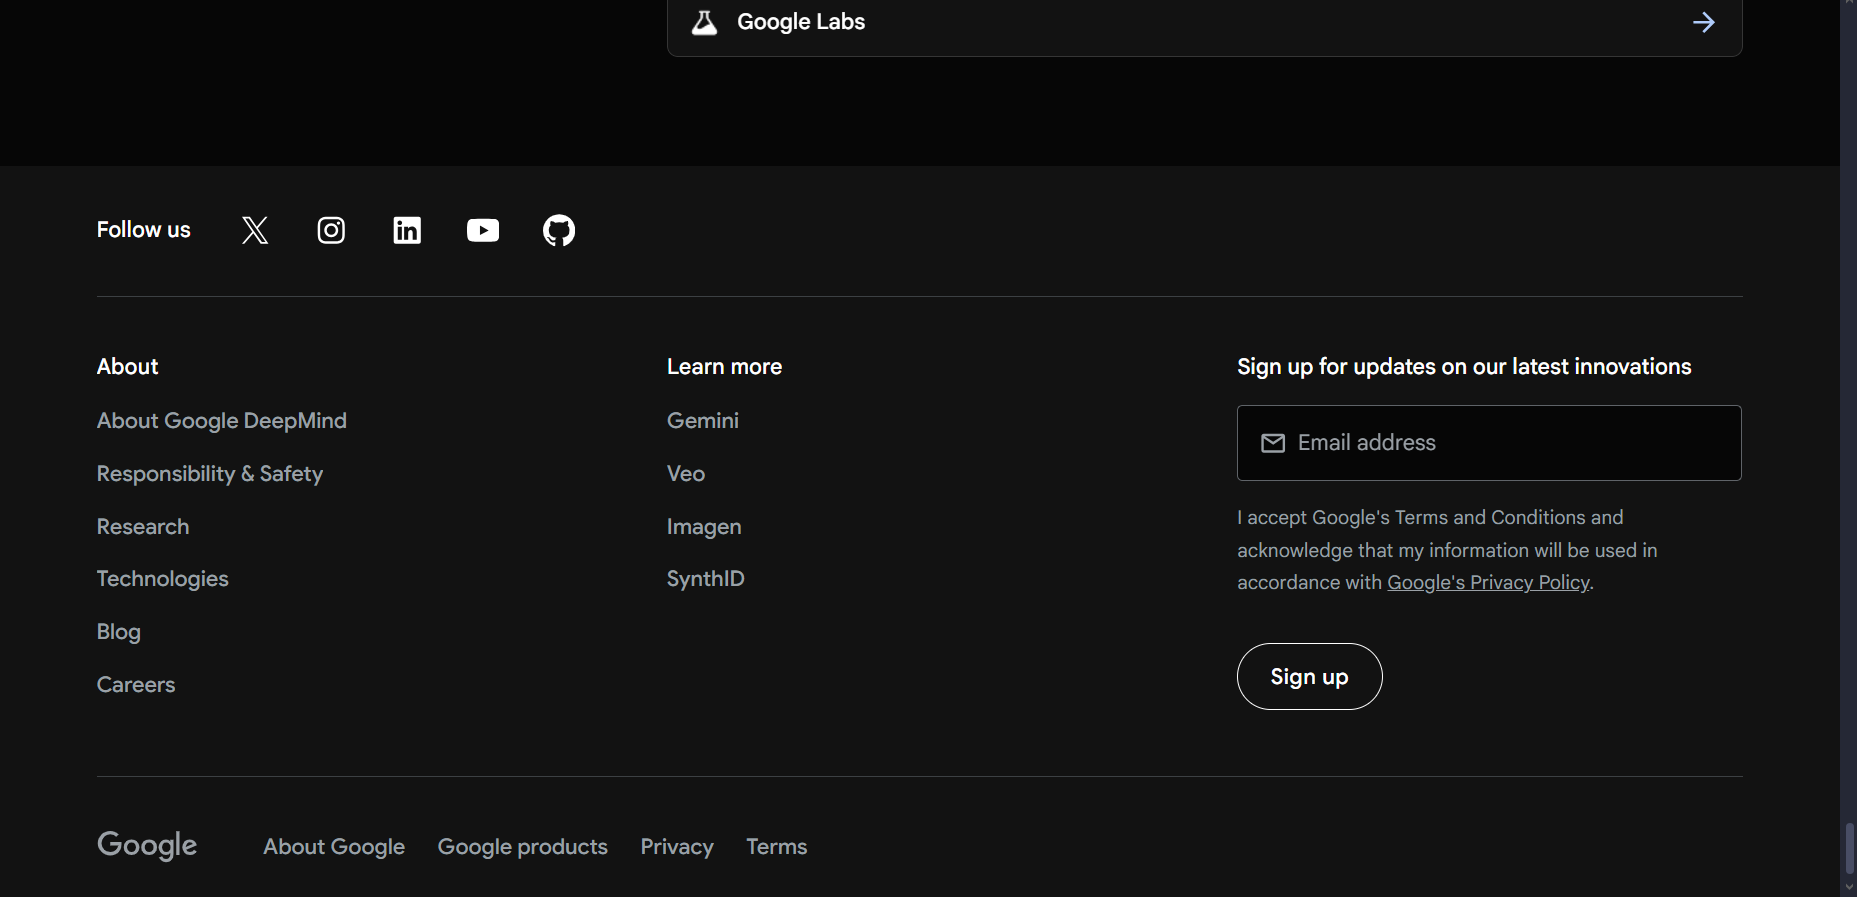 Google Labs
Follow us
About
About Google DeepMind
Responsibility & Safety
Research
Technologies
Blog
Careers
Learn more
Gemini
Veo
Imagen
SynthID
Sign up for updates on our latest innovations
Email address
I accept Google's Terms and Conditions and
acknowledge that my information will be used in
accordance with Google's Privacy Policy.
Sign up
Google About Google Google products Privacy Terms